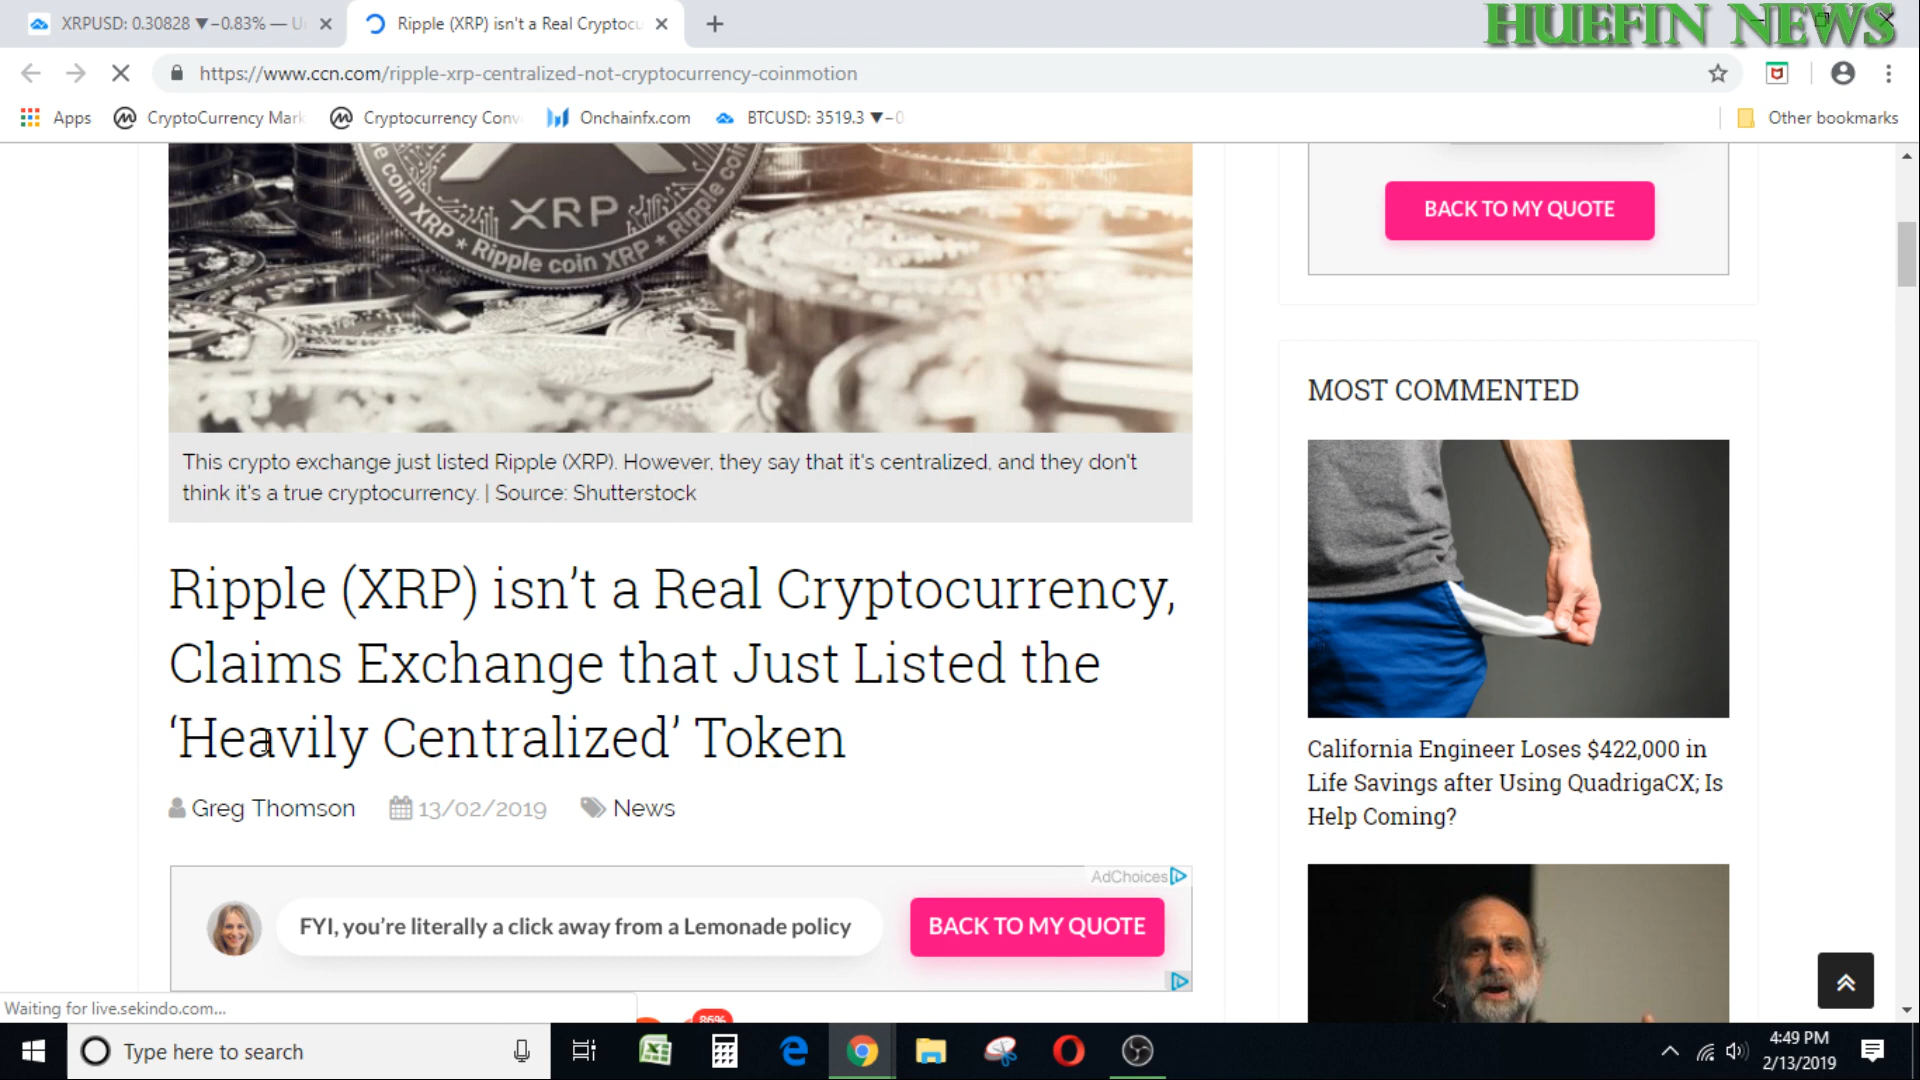 XRPUSD: 0.30828 ▼−0.83% — U
Ripple (XRP) isn't a Real Cryptocu
HUEFIN NEWS
https://www.ccn.com/ripple-xrp-centralized-not-cryptocurrency-coinmotion
Apps
CryptoCurrency Mark
Cryptocurrency Conv
Onchainfx.com
BTCUSD: 3519.3 ▼−0
Other bookmarks
XRP
coin XRP * Ripple coin XRP * Ripple
BACK TO MY QUOTE
This crypto exchange just listed Ripple (XRP). However, they say that it's centralized, and they don't
think it's a true cryptocurrency. | Source: Shutterstock
Ripple (XRP) isn't a Real Cryptocurrency,
Claims Exchange that Just Listed the
‘Heavily Centralized’ Token
Greg Thomson
13/02/2019
News
AdChoices
FYI, you're literally a click away from a Lemonade policy
BACK TO MY QUOTE
MOST COMMENTED
California Engineer Loses $422,000 in
Life Savings after Using QuadrigaCX; Is
Help Coming?
Waiting for live.sekindo.com...
86%
Type here to search
4:49 PM
2/13/2019